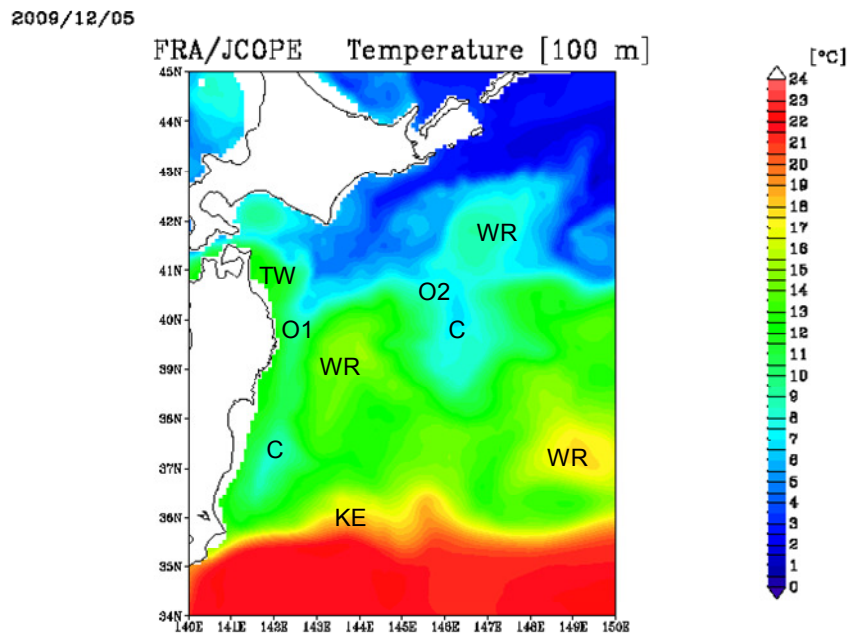 2009/12/05
FRA/JCOPE Temperature [100 m]
[°C]
45N
44N
43N
42N
41N
40N
39N
38N
37N
36N
35N
34N
140E 141E 142E 143E 144E 145E 146E 147E 148E 149E 150E
WR
TW
O2
O1
C
WR
C
WR
KE
24
23
22
21
20
19
18
17
16
15
14
13
12
11
10
9
8
7
6
5
4
3
2
1
0